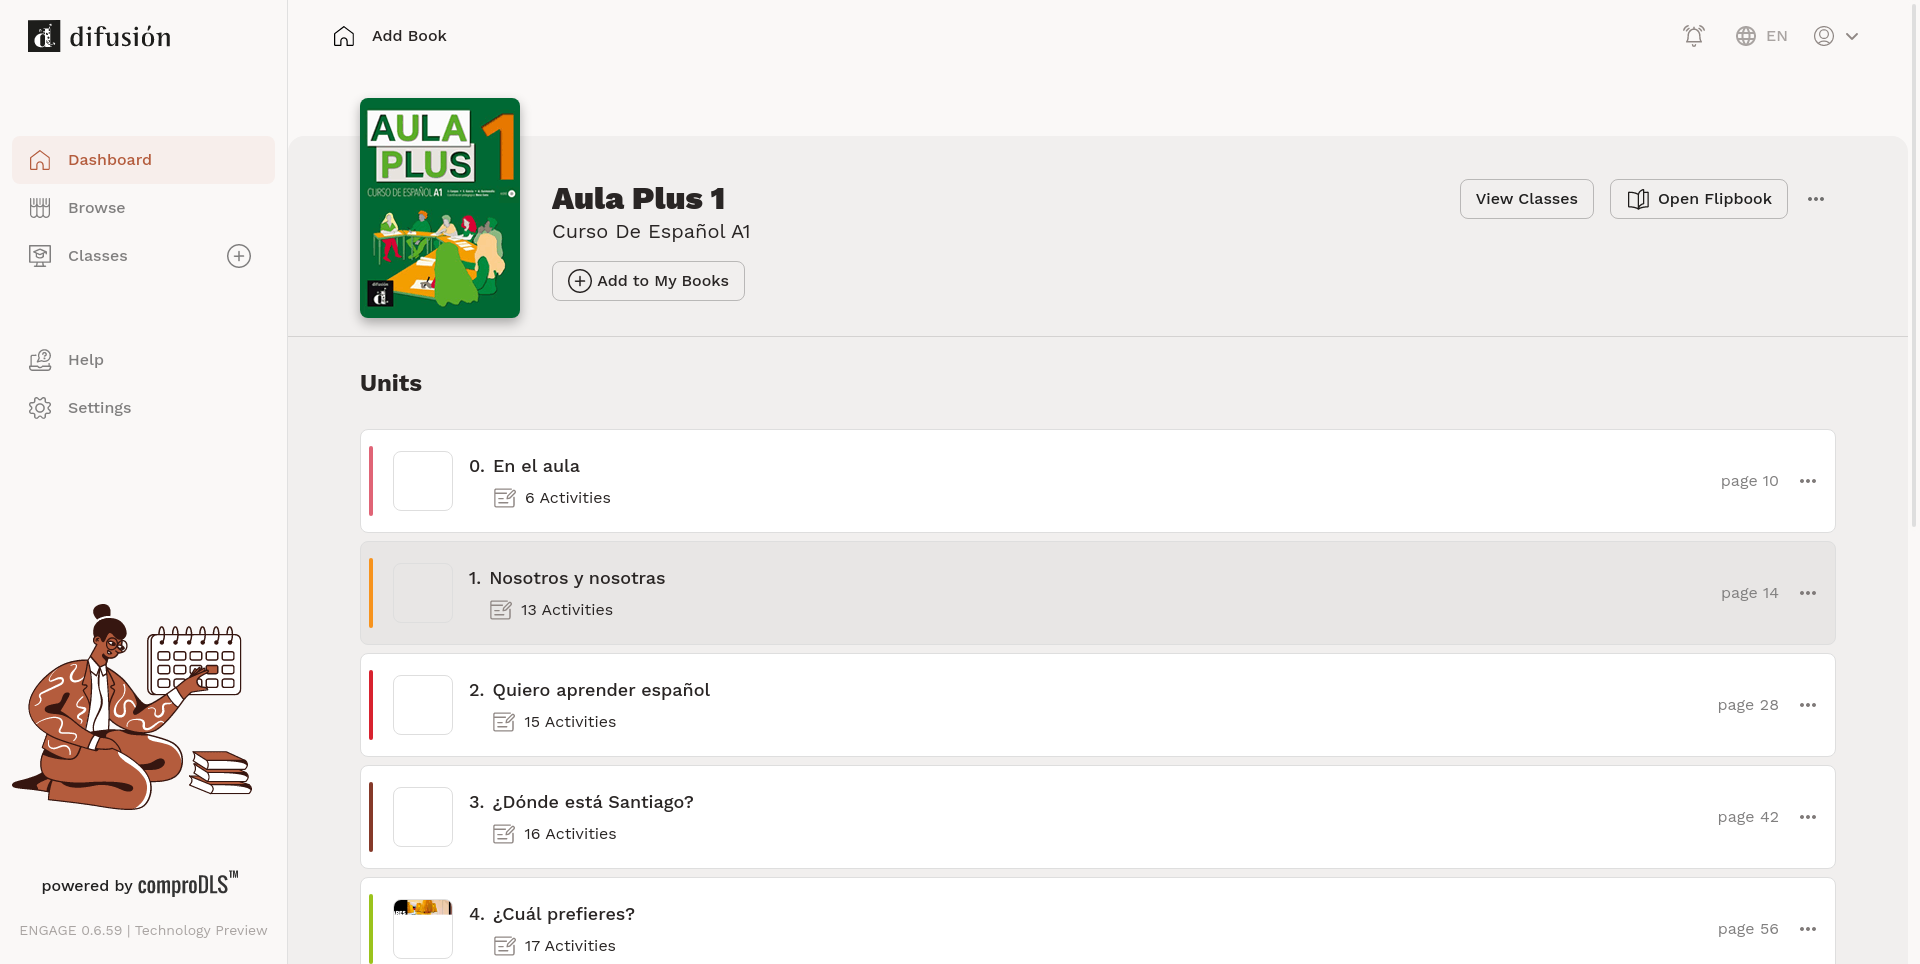 difusión
Add Book
EN
Dashboard
Browse
Classes
Help
Settings
powered by comproDLS™
ENGAGE 0.6.59 | Technology Preview
AULA 1
PLUS
CURSO DE ESPAÑOL A1
difusión
Aula Plus 1
Curso De Español A1
Add to My Books
View Classes
Open Flipbook
Units
0. En el aula
6 Activities
page 10
1. Nosotros y nosotras
13 Activities
page 14
2. Quiero aprender español
15 Activities
page 28
3. ¿Dónde está Santiago?
16 Activities
page 42
4. ¿Cuál prefieres?
17 Activities
page 56